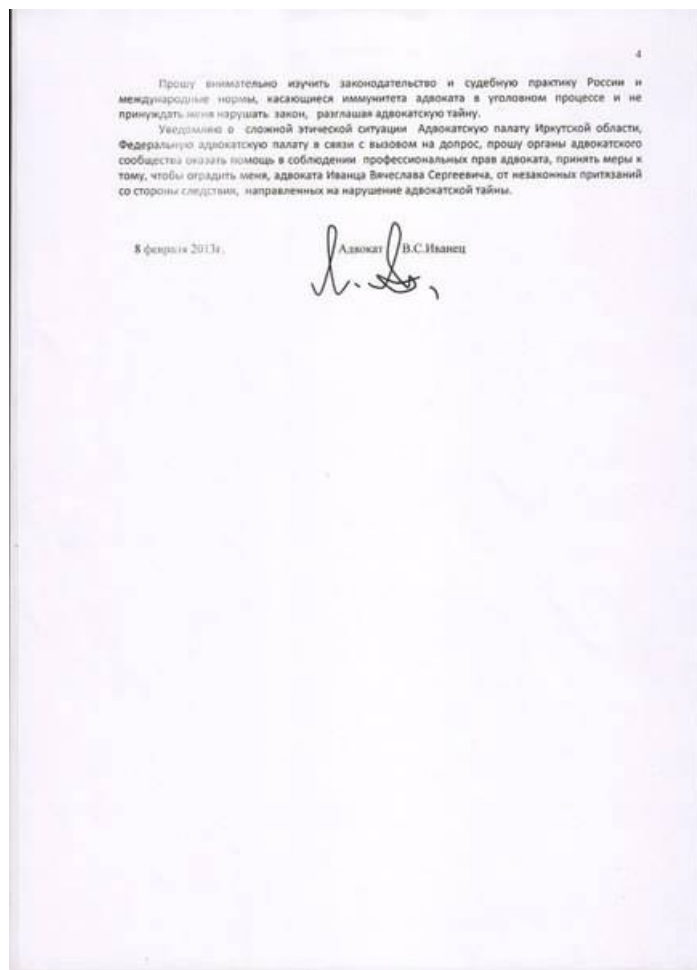 4
Прошу внимательно изучить законодательство и судебную практику России и
международные нормы, касающиеся иммунитета адвоката в уголовном процессе и не
принуждать меня нарушать закон, разглашая адвокатскую тайну.
Уведомляю о сложной этической ситуации Адвокатскую палату Иркутской области,
Федеральную адвокатскую палату в связи с вызовом на допрос, прошу органы адвокатского
сообщества оказать помощь в соблюдении профессиональных прав адвоката, принять меры к
тому, чтобы оградить меня, адвоката Иванца Вячеслава Сергеевича, от незаконных притязаний
со стороны следствия, направленных на нарушение адвокатской тайны.
8 февраля 2013г. Адвокат В.С.Иванец